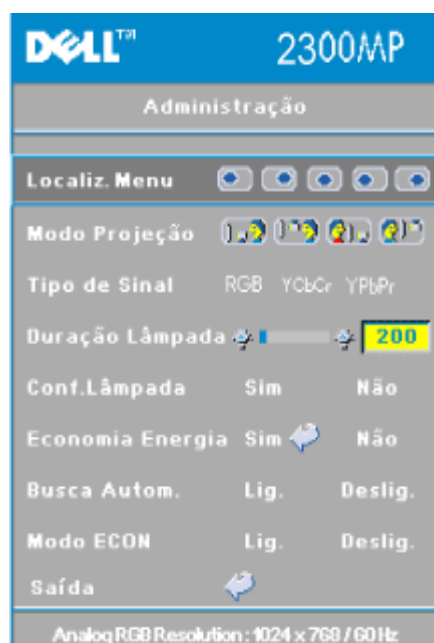 DELL™ 2300MP
Administração
Localiz. Menu
Modo Projeção
Tipo de Sinal RGB YCbCr YPbPr
Duração Lâmpada 200
Conf.Lâmpada Sim Não
Economia Energia Sim Não
Busca Autom. Lig. Deslig.
Modo ECON Lig. Deslig.
Saída
Analog RGB Resolution : 1024 x 768 / 60 Hz